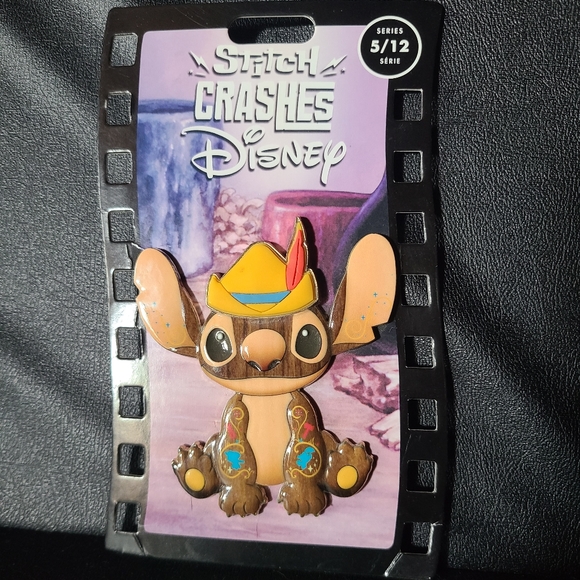 STITCH
CRASHES
Disney
SERIES
5/12
SÉRIE